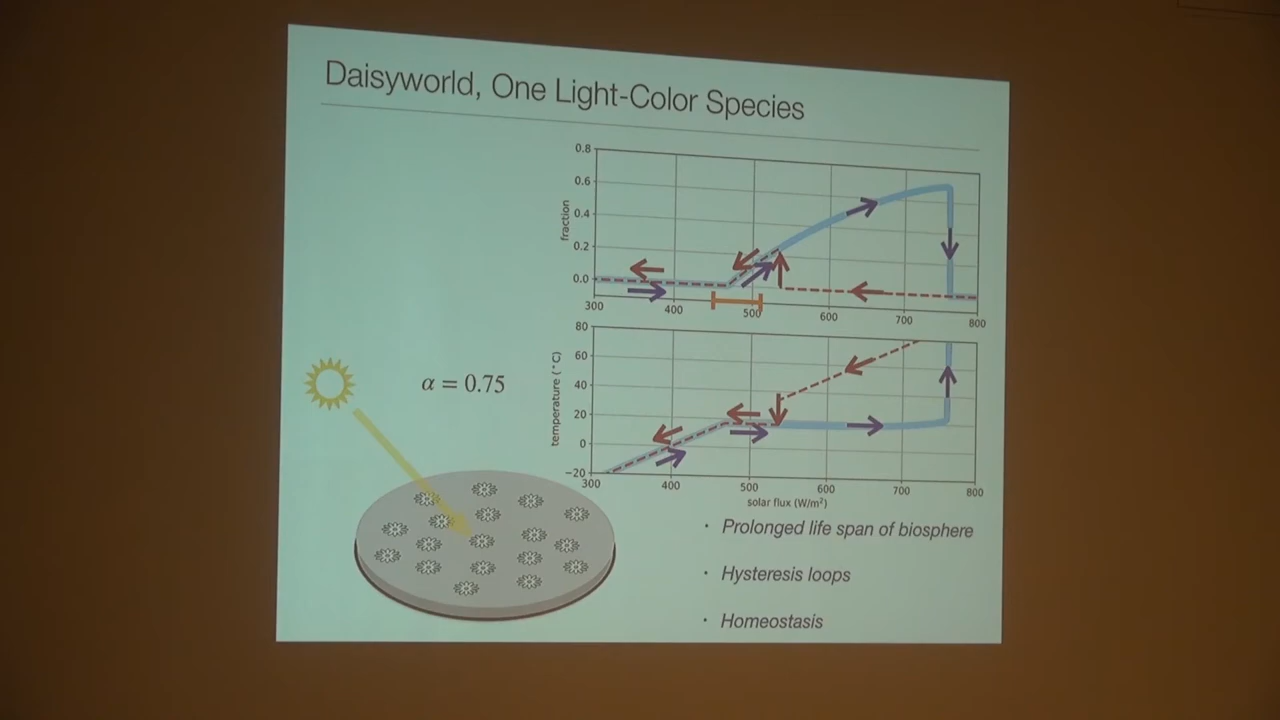 Daisyworld, One Light-Color Species
0.8
0.6
0.4
0.2
0.0
fraction
300 400 500 600 700 800
α = 0.75
80
60
40
20
0
−20
temperature (°C)
300 400 500 600 700 800
solar flux (W/m²)
· Prolonged life span of biosphere
· Hysteresis loops
· Homeostasis